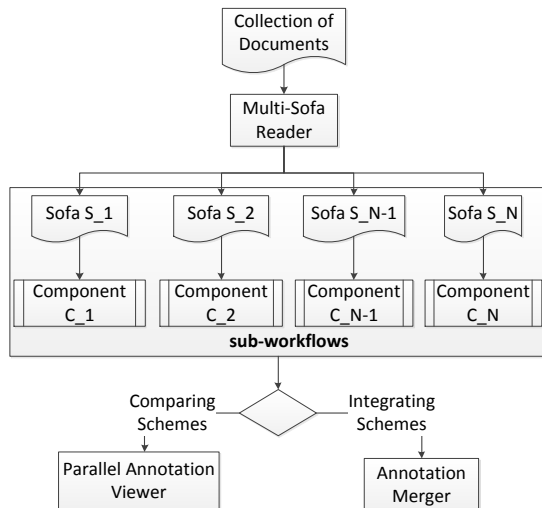 Collection of
Documents
Multi-Sofa
Reader
Sofa S_1
Sofa S_2
Sofa S_N-1
Sofa S_N
Component
C_1
Component
C_2
Component
C_N-1
Component
C_N
sub-workflows
Comparing
Schemes
Integrating
Schemes
Parallel Annotation
Viewer
Annotation
Merger